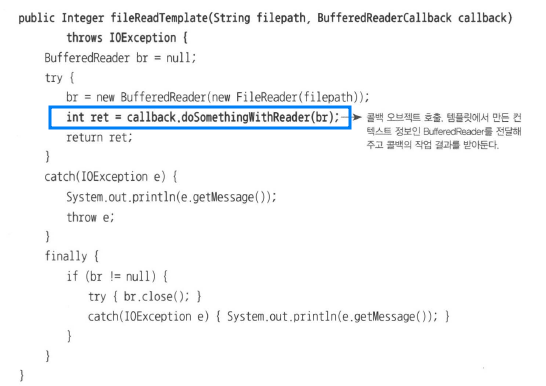 public Integer fileReadTemplate(String filepath, BufferedReaderCallback callback)
throws IOException {
BufferedReader br = null;
try {
br = new BufferedReader(new FileReader(filepath));
int ret = callback.doSomethingWithReader(br);
콜백 오브젝트 호출. 템플릿에서 만든 컨
텍스트 정보인 BufferedReader를 전달해
주고 콜백의 작업 결과를 받아둔다.
return ret;
}
catch(IOException e) {
System.out.println(e.getMessage());
throw e;
}
finally {
if (br != null) {
try { br.close(); }
catch(IOException e) { System.out.println(e.getMessage()); }
}
}
}